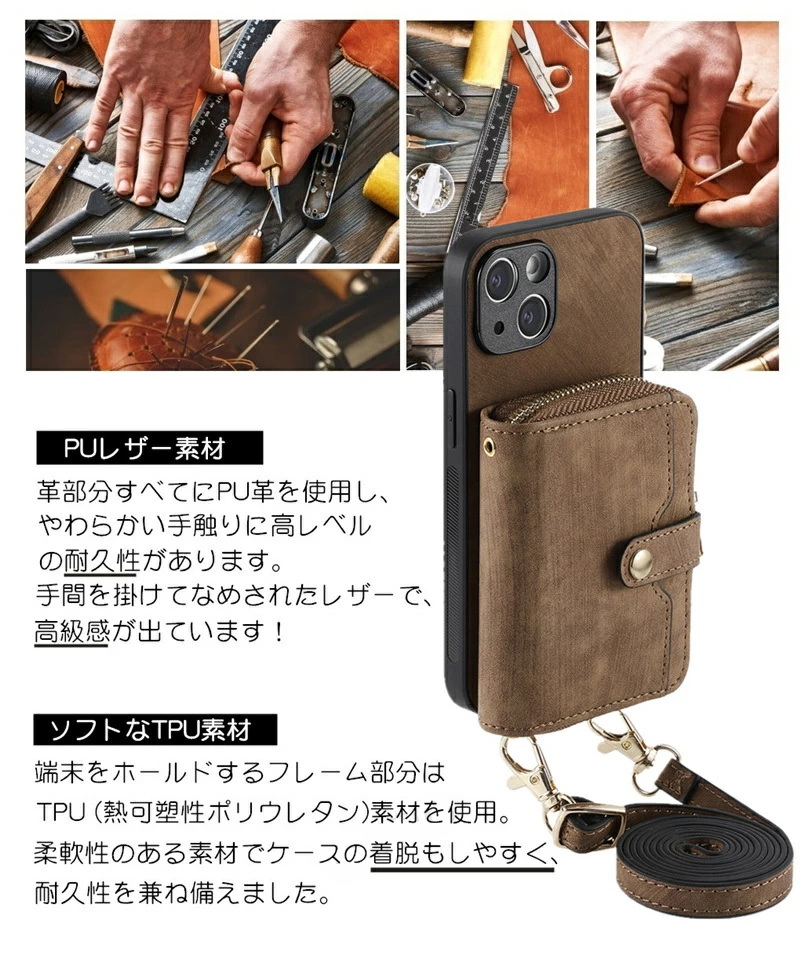 PUレザー素材
革部分すべてにPU革を使用し、
やわらかい手触りに高レベル
の耐久性があります。
手間を掛けてなめされたレザーで、
高級感が出ています！
ソフトなTPU素材
端末をホールドするフレーム部分は
TPU（熱可塑性ポリウレタン)素材を使用。
柔軟性のある素材でケースの着脱もしやすく、
耐久性を兼ね備えました。